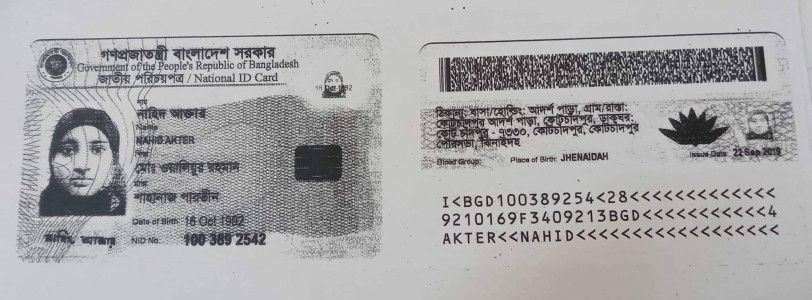 গণপ্রজাতন্ত্রী বাংলাদেশ সরকার
Government of the People's Republic of Bangladesh
জাতীয় পরিচয়পত্র / National ID Card
নাম
নাহিদ আক্তার
Name
NAHID AKTER
পিতা
মোঃ ওয়ালিয়ুর রহমান
মাতা
শাহানাজ পারভীন
Date of Birth 16 Oct 1992
NID No. 100 389 2542
16 Oct 1992
ঠিকানা: বাসা/হোল্ডিং: আদর্শ পাড়া, গ্রাম/রাস্তা:
কোটচাঁদপুর আদর্শ পাড়া, কোটচাঁদপুর, ডাকঘর:
কোট চাঁদপুর - ৭৩৩০, কোটচাঁদপুর, কোটচাঁদপুর
পৌরসভা, ঝিনাইদহ
Blood Group: Place of Birth: JHENAIDAH Issue Date: 22 Sep 2019
I<BGD100389254<28<<<<<<<<<<<<<
9210169F3409213BGD<<<<<<<<<<<4
AKTER<<NAHID<<<<<<<<<<<<<<<<<<